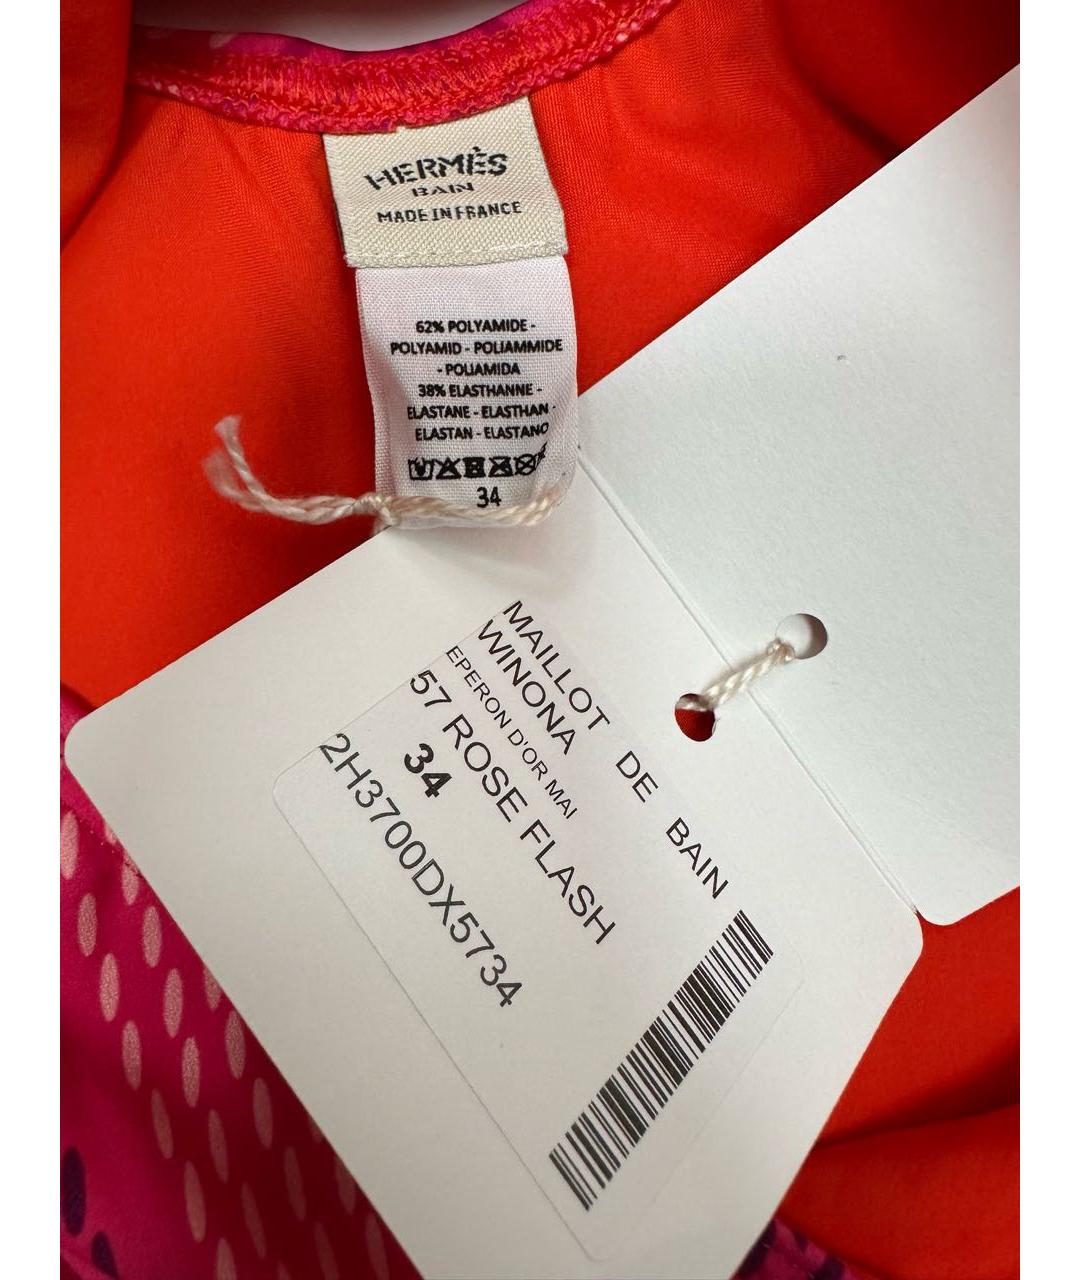 HERMÈS
BAIN
MADE IN FRANCE
62% POLYAMIDE -
POLYAMID - POLIAMMIDE
- POLIAMIDA
38% ELASTHANNE -
ELASTANE - ELASTHAN -
ELASTAN - ELASTANO
34
MAILLOT DE BAIN
WINONA
EPERON D'OR MAI
57 ROSE FLASH
34
2H3700DX5734